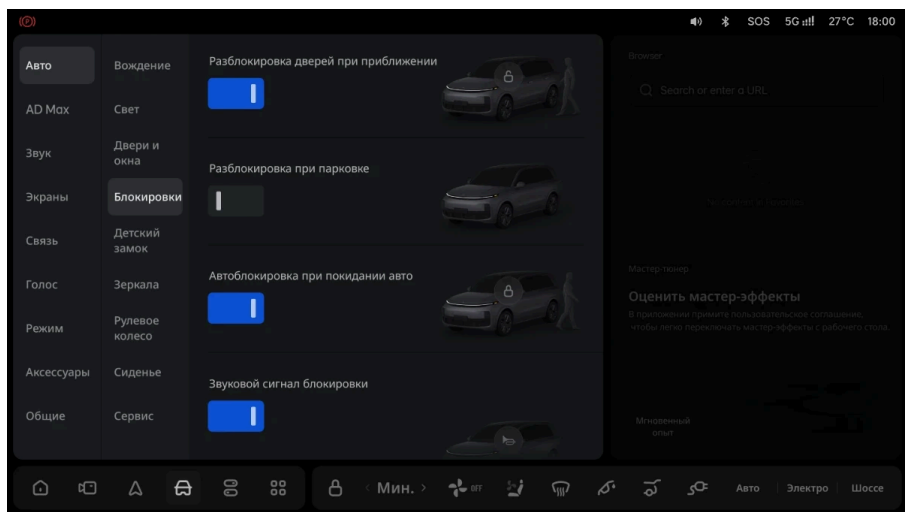 (P)
SOS 5G 27°C 18:00
Авто
AD Max
Звук
Экраны
Связь
Голос
Режим
Аксессуары
Общие
Вождение
Свет
Двери и
окна
Блокировки
Детский
замок
Зеркала
Рулевое
колесо
Сиденье
Сервис
Разблокировка дверей при приближении
Разблокировка при парковке
Автоблокировка при покидании авто
Звуковой сигнал блокировки
Browser
Search or enter a URL
Мастер-тюнер
Оценить мастер-эффекты
В приложении примите пользовательское соглашение,
чтобы легко переключать мастер-эффекты с рабочего стола.
Мгновенный
опыт
< Мин. > OFF Авто Электро Шоссе